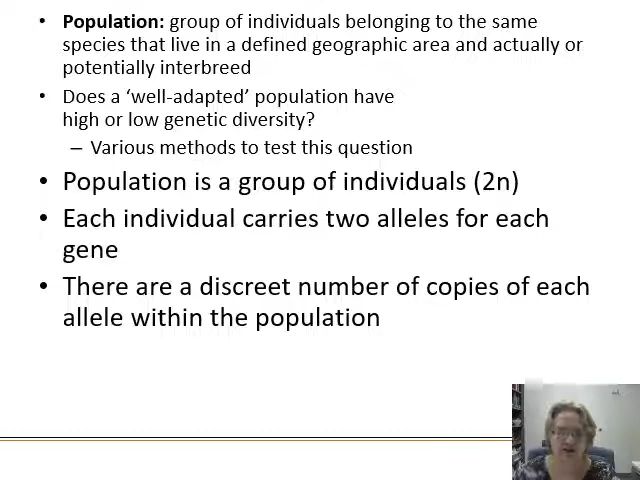 • Population: group of individuals belonging to the same
species that live in a defined geographic area and actually or
potentially interbreed
• Does a ‘well-adapted’ population have
high or low genetic diversity?
– Various methods to test this question
• Population is a group of individuals (2n)
• Each individual carries two alleles for each
gene
• There are a discreet number of copies of each
allele within the population